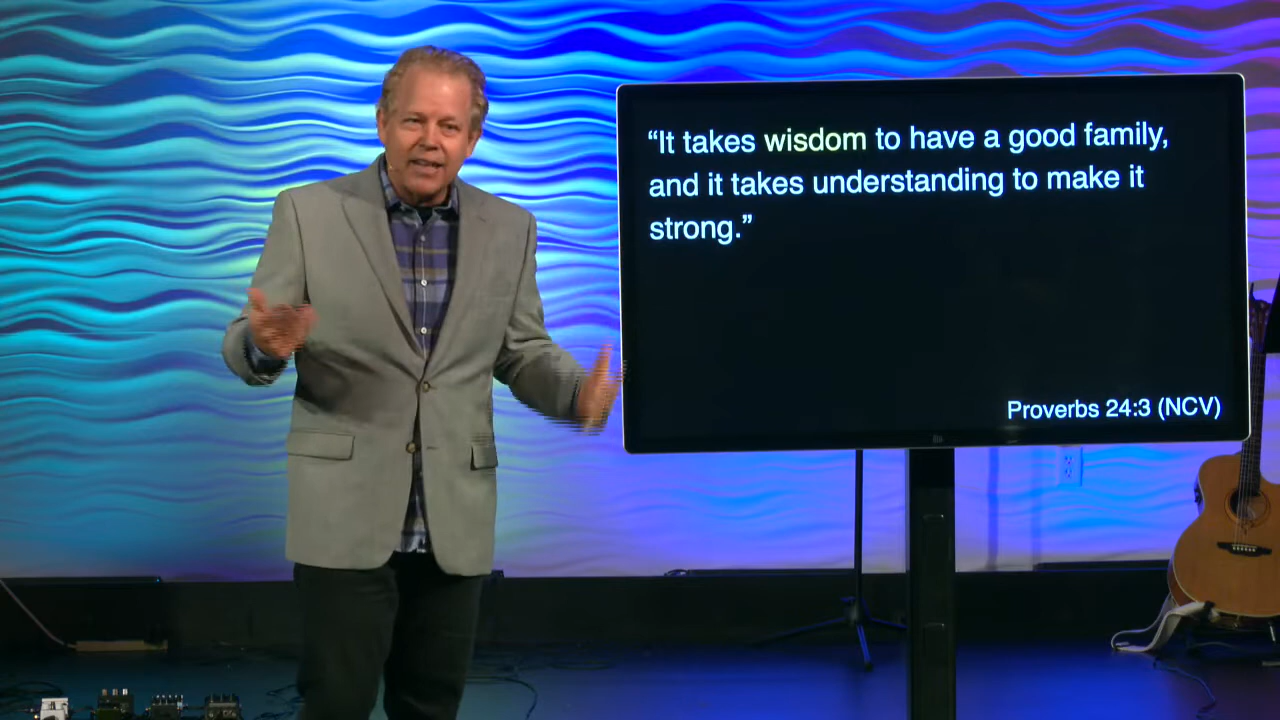 “It takes wisdom to have a good family,
and it takes understanding to make it
strong.”
Proverbs 24:3 (NCV)